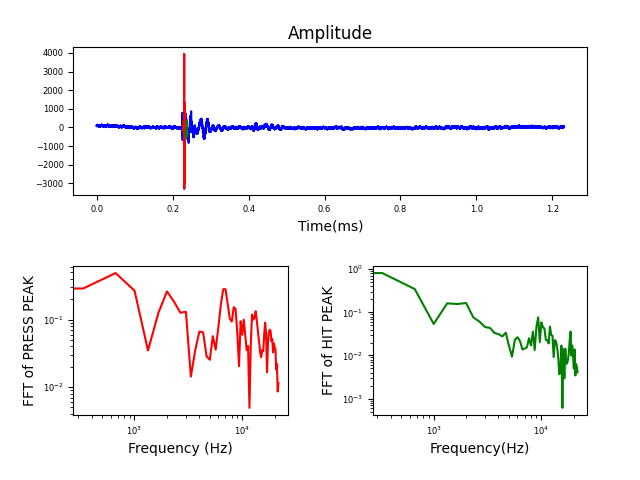 Amplitude
4000
3000
2000
1000
0
−1000
−2000
−3000
0.0 0.2 0.4 0.6 0.8 1.0 1.2
Time(ms)
FFT of PRESS PEAK
10⁻¹
10⁻²
10³ 10⁴
Frequency (Hz)
FFT of HIT PEAK
10⁰
10⁻¹
10⁻²
10⁻³
10³ 10⁴
Frequency(Hz)